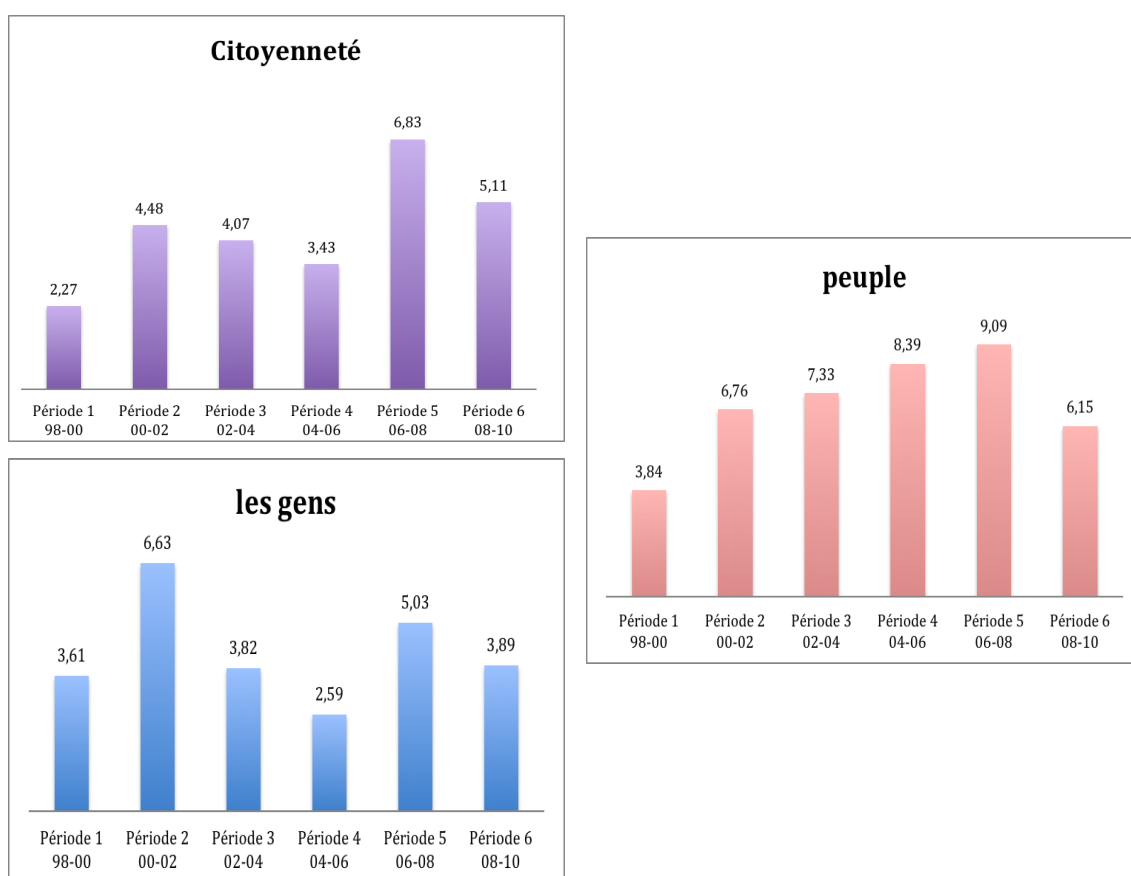 Citoyenneté
6,83
5,11
4,48
4,07
3,43
2,27
Période 1 Période 2 Période 3 Période 4 Période 5 Période 6
98-00 00-02 02-04 04-06 06-08 08-10
les gens
6,63
5,03
3,61
3,82
3,89
2,59
Période 1 Période 2 Période 3 Période 4 Période 5 Période 6
98-00 00-02 02-04 04-06 06-08 08-10
peuple
9,09
8,39
7,33
6,76
6,15
3,84
Période 1 Période 2 Période 3 Période 4 Période 5 Période 6
98-00 00-02 02-04 04-06 06-08 08-10